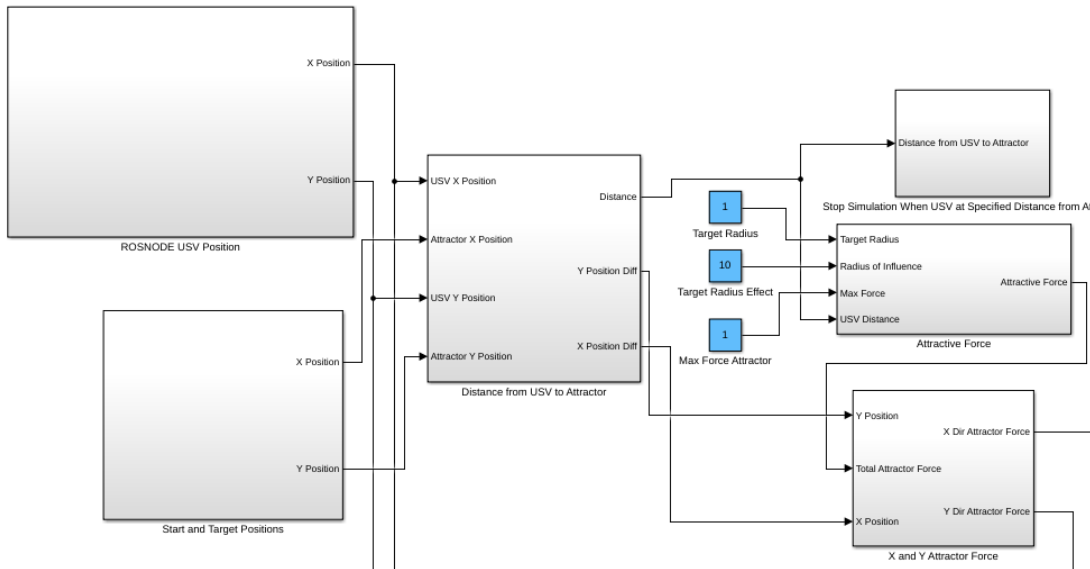 X Position
Y Position
ROSNODE USV Position
X Position
Y Position
Start and Target Positions
USV X Position
Attractor X Position
USV Y Position
Attractor Y Position
Distance
Y Position Diff
X Position Diff
Distance from USV to Attractor
1
Target Radius
10
Target Radius Effect
1
Max Force Attractor
Distance from USV to Attractor
Stop Simulation When USV at Specified Distance from
Target Radius
Radius of Influence
Max Force
USV Distance
Attractive Force
Attractive Force
Y Position
Total Attractor Force
X Position
X Dir Attractor Force
Y Dir Attractor Force
X and Y Attractor Force